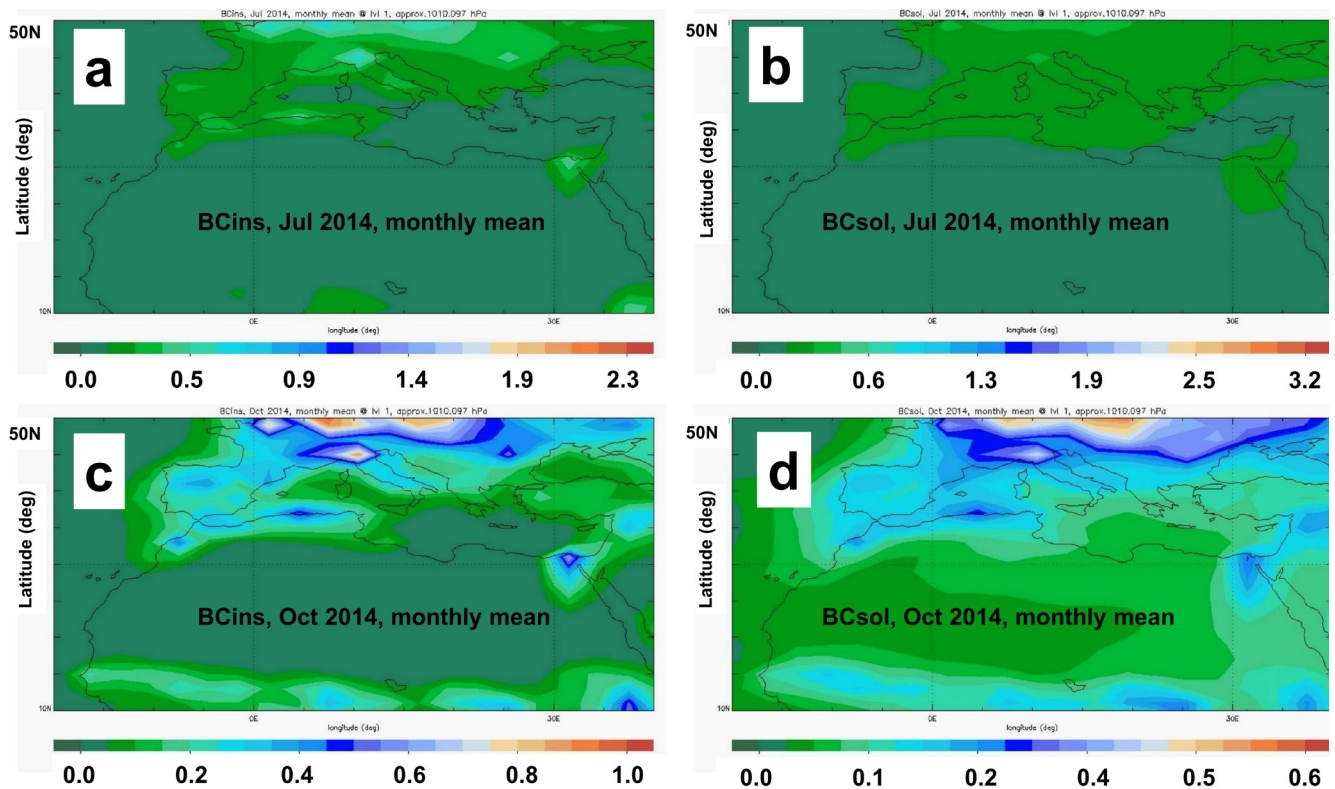 BCins, Jul 2014, monthly mean @ lvl 1, approx.1010.097 hPa
50N
a
Latitude (deg)
BCins, Jul 2014, monthly mean
10N
0E
30E
longitude (deg)
0.0 0.5 0.9 1.4 1.9 2.3
BCsol, Jul 2014, monthly mean @ lvl 1, approx.1010.097 hPa
50N
b
Latitude (deg)
BCsol, Jul 2014, monthly mean
10N
0E
30E
longitude (deg)
0.0 0.6 1.3 1.9 2.5 3.2
BCins, Oct 2014, monthly mean @ lvl 1, approx.1010.097 hPa
50N
c
Latitude (deg)
BCins, Oct 2014, monthly mean
10N
0E
30E
longitude (deg)
0.0 0.2 0.4 0.6 0.8 1.0
BCsol, Oct 2014, monthly mean @ lvl 1, approx.1010.097 hPa
50N
d
Latitude (deg)
BCsol, Oct 2014, monthly mean
10N
0E
30E
longitude (deg)
0.0 0.1 0.2 0.4 0.5 0.6